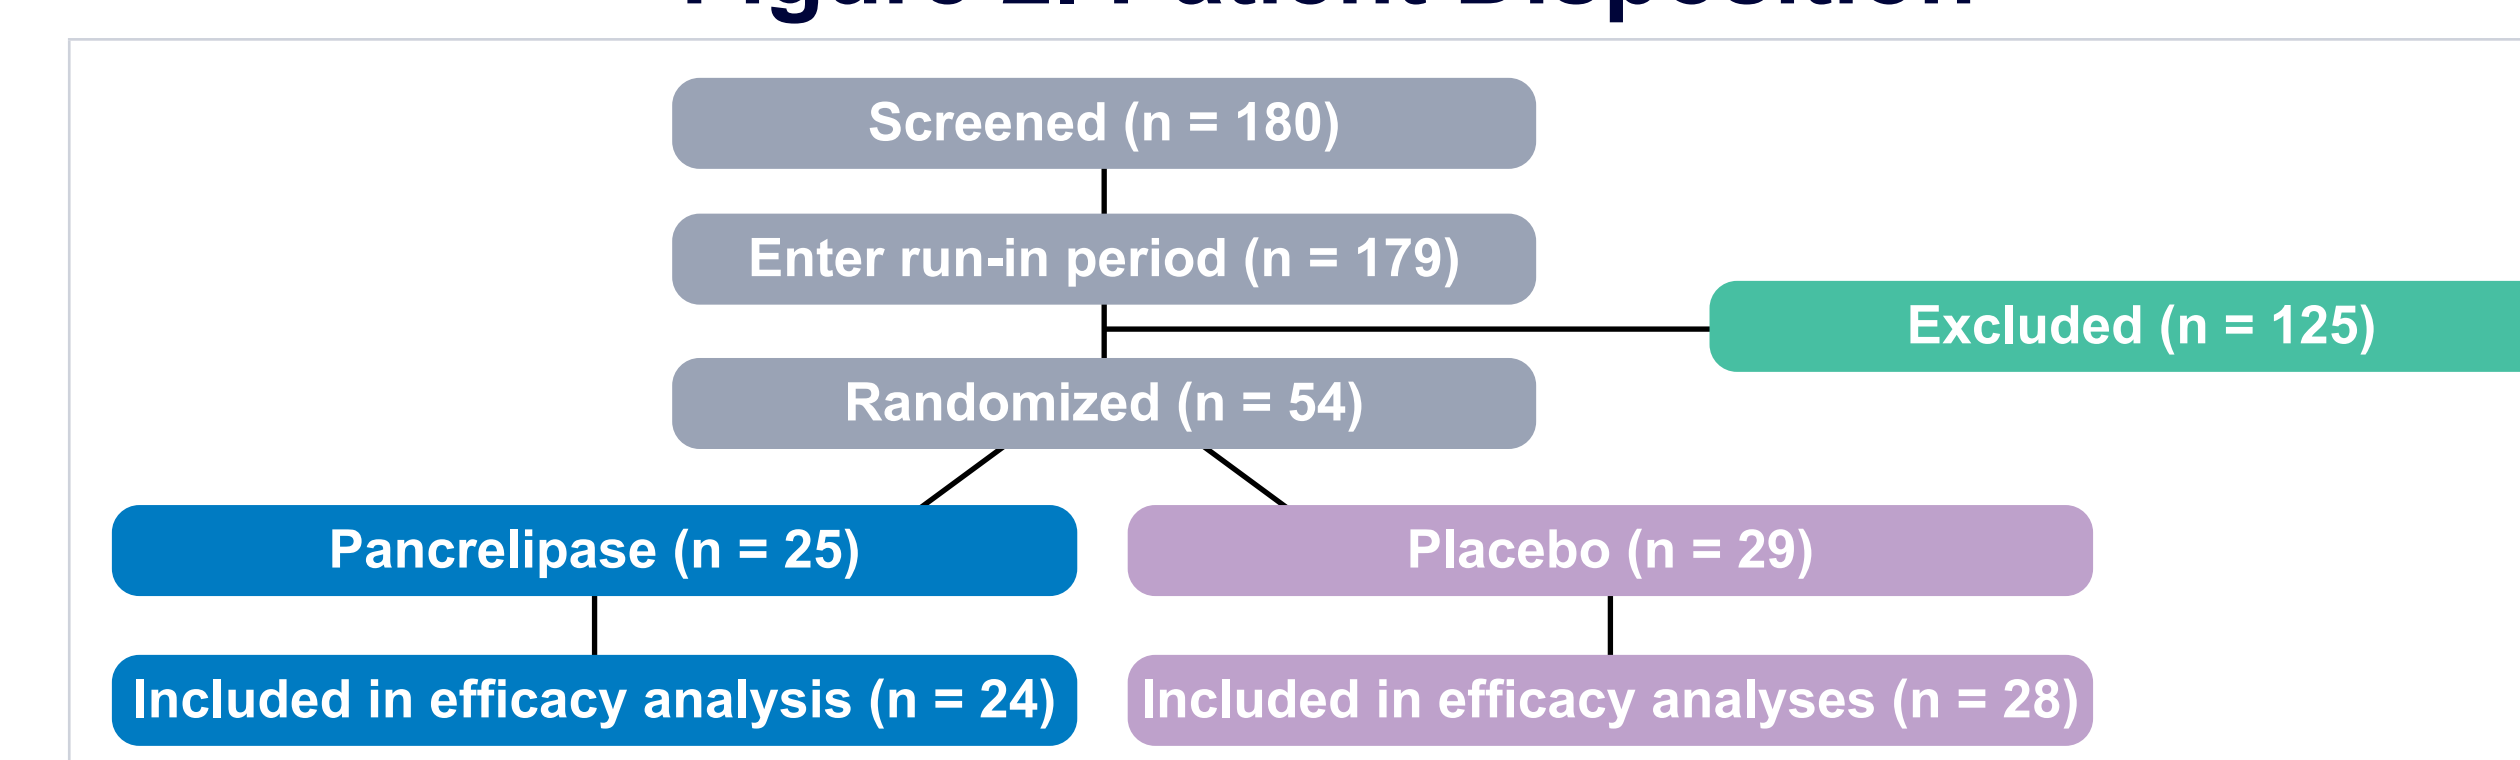 Screened (n = 180)
Enter run-in period (n = 179)
Excluded (n = 125)
Randomized (n = 54)
Pancrelipase (n = 25)
Placebo (n = 29)
Included in efficacy analysis (n = 24)
Included in efficacy analyses (n = 28)